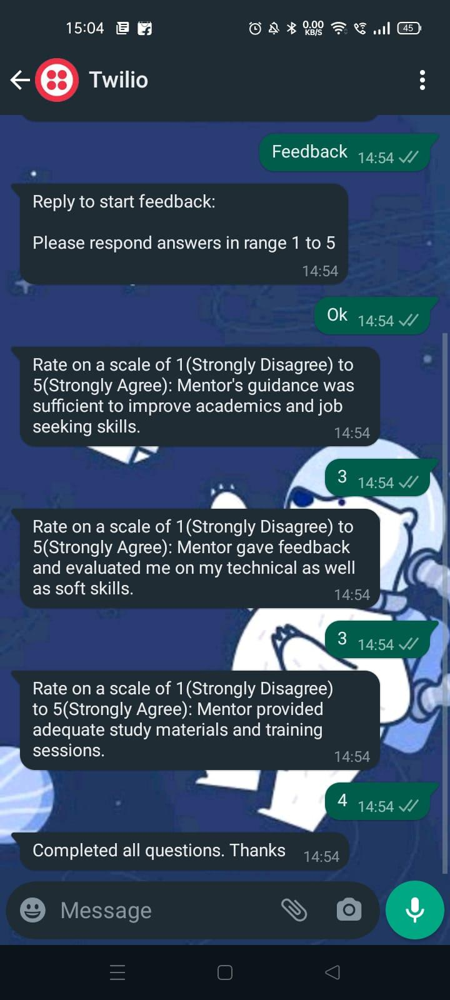 15:04
0.00
KB/S
45
Twilio
Feedback 14:54
Reply to start feedback:
Please respond answers in range 1 to 5
14:54
Ok 14:54
Rate on a scale of 1(Strongly Disagree) to
5(Strongly Agree): Mentor's guidance was
sufficient to improve academics and job
seeking skills.
14:54
3 14:54
Rate on a scale of 1(Strongly Disagree) to
5(Strongly Agree): Mentor gave feedback
and evaluated me on my technical as well
as soft skills.
14:54
3 14:54
Rate on a scale of 1(Strongly Disagree)
to 5(Strongly Agree): Mentor provided
adequate study materials and training
sessions.
14:54
4 14:54
Completed all questions. Thanks 14:54
Message